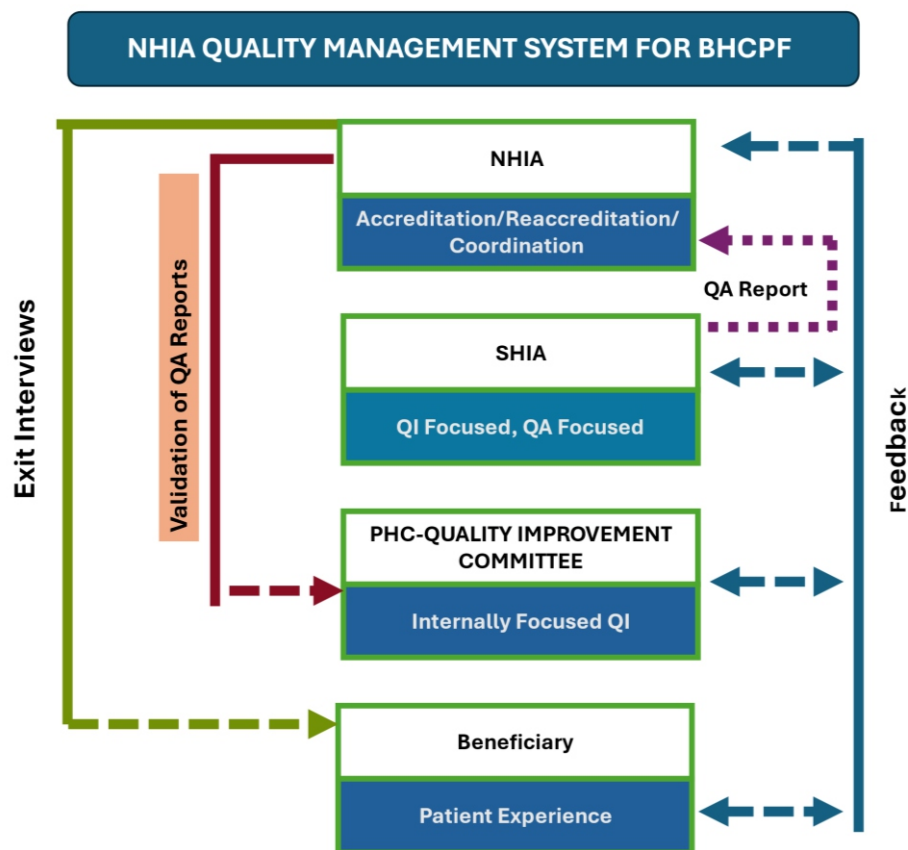 NHIA QUALITY MANAGEMENT SYSTEM FOR BHCPF
NHIA
Accreditation/Reaccreditation/
Coordination
QA Report
SHIA
QI Focused, QA Focused
PHC-QUALITY IMPROVEMENT
COMMITTEE
Internally Focused QI
Beneficiary
Patient Experience
Exit Interviews
Validation of QA Reports
Feedback